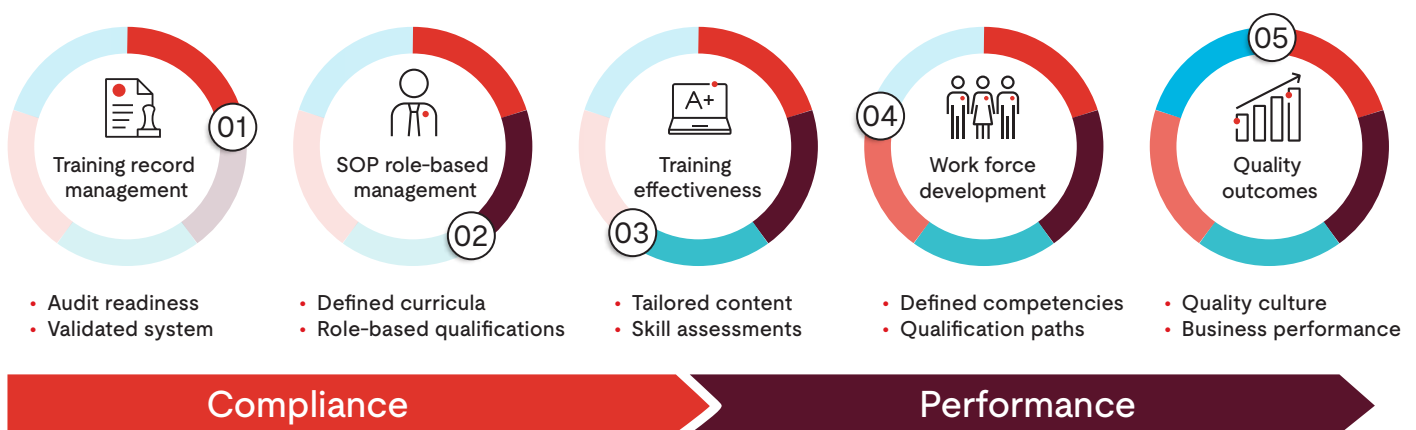 01
Training record
management
• Audit readiness
• Validated system
SOP role-based
management
02
• Defined curricula
• Role-based qualifications
A+
Training
effectiveness
03
• Tailored content
• Skill assessments
04
Work force
development
• Defined competencies
• Qualification paths
05
Quality
outcomes
• Quality culture
• Business performance
Compliance
Performance